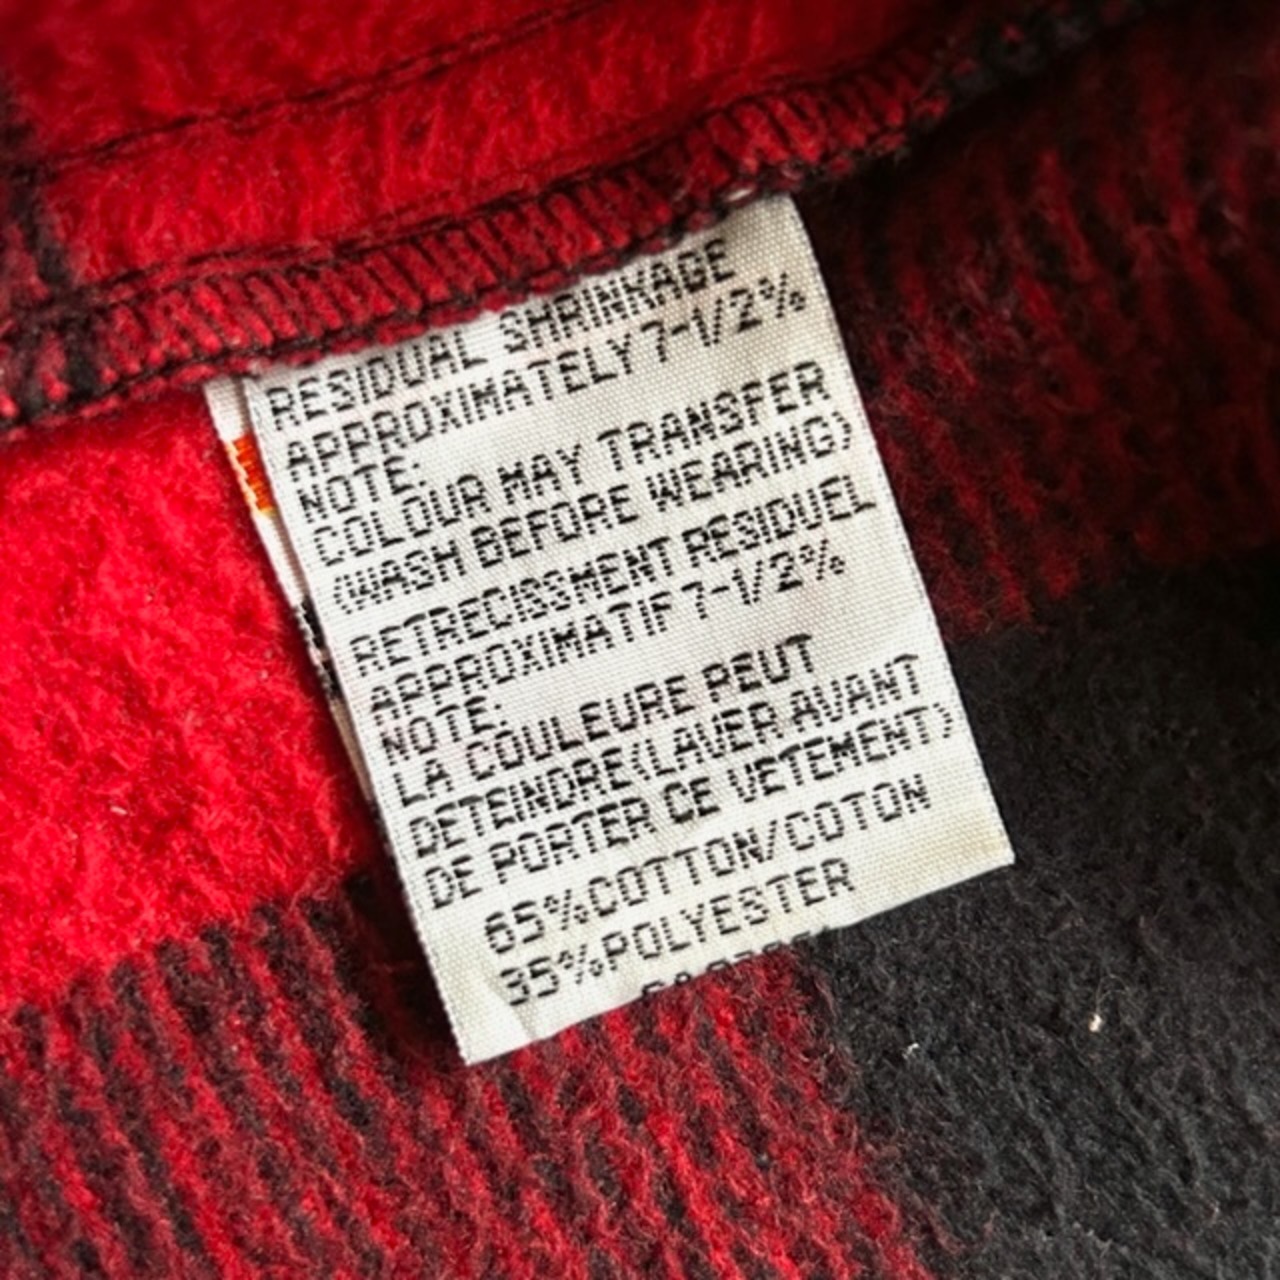 RESIDUAL SHRINKAGE
APPROXIMATELY 7-1/2%
NOTE:
COLOUR MAY TRANSFER
(WASH BEFORE WEARING)
RETRECISSMENT RESIDUEL
APPROXIMATIF 7-1/2%
NOTE:
LA COULEURE PEUT
DETEINDRE(LAVER AVANT
DE PORTER CE VETEMENT)
65%COTTON/COTON
35%POLYESTER